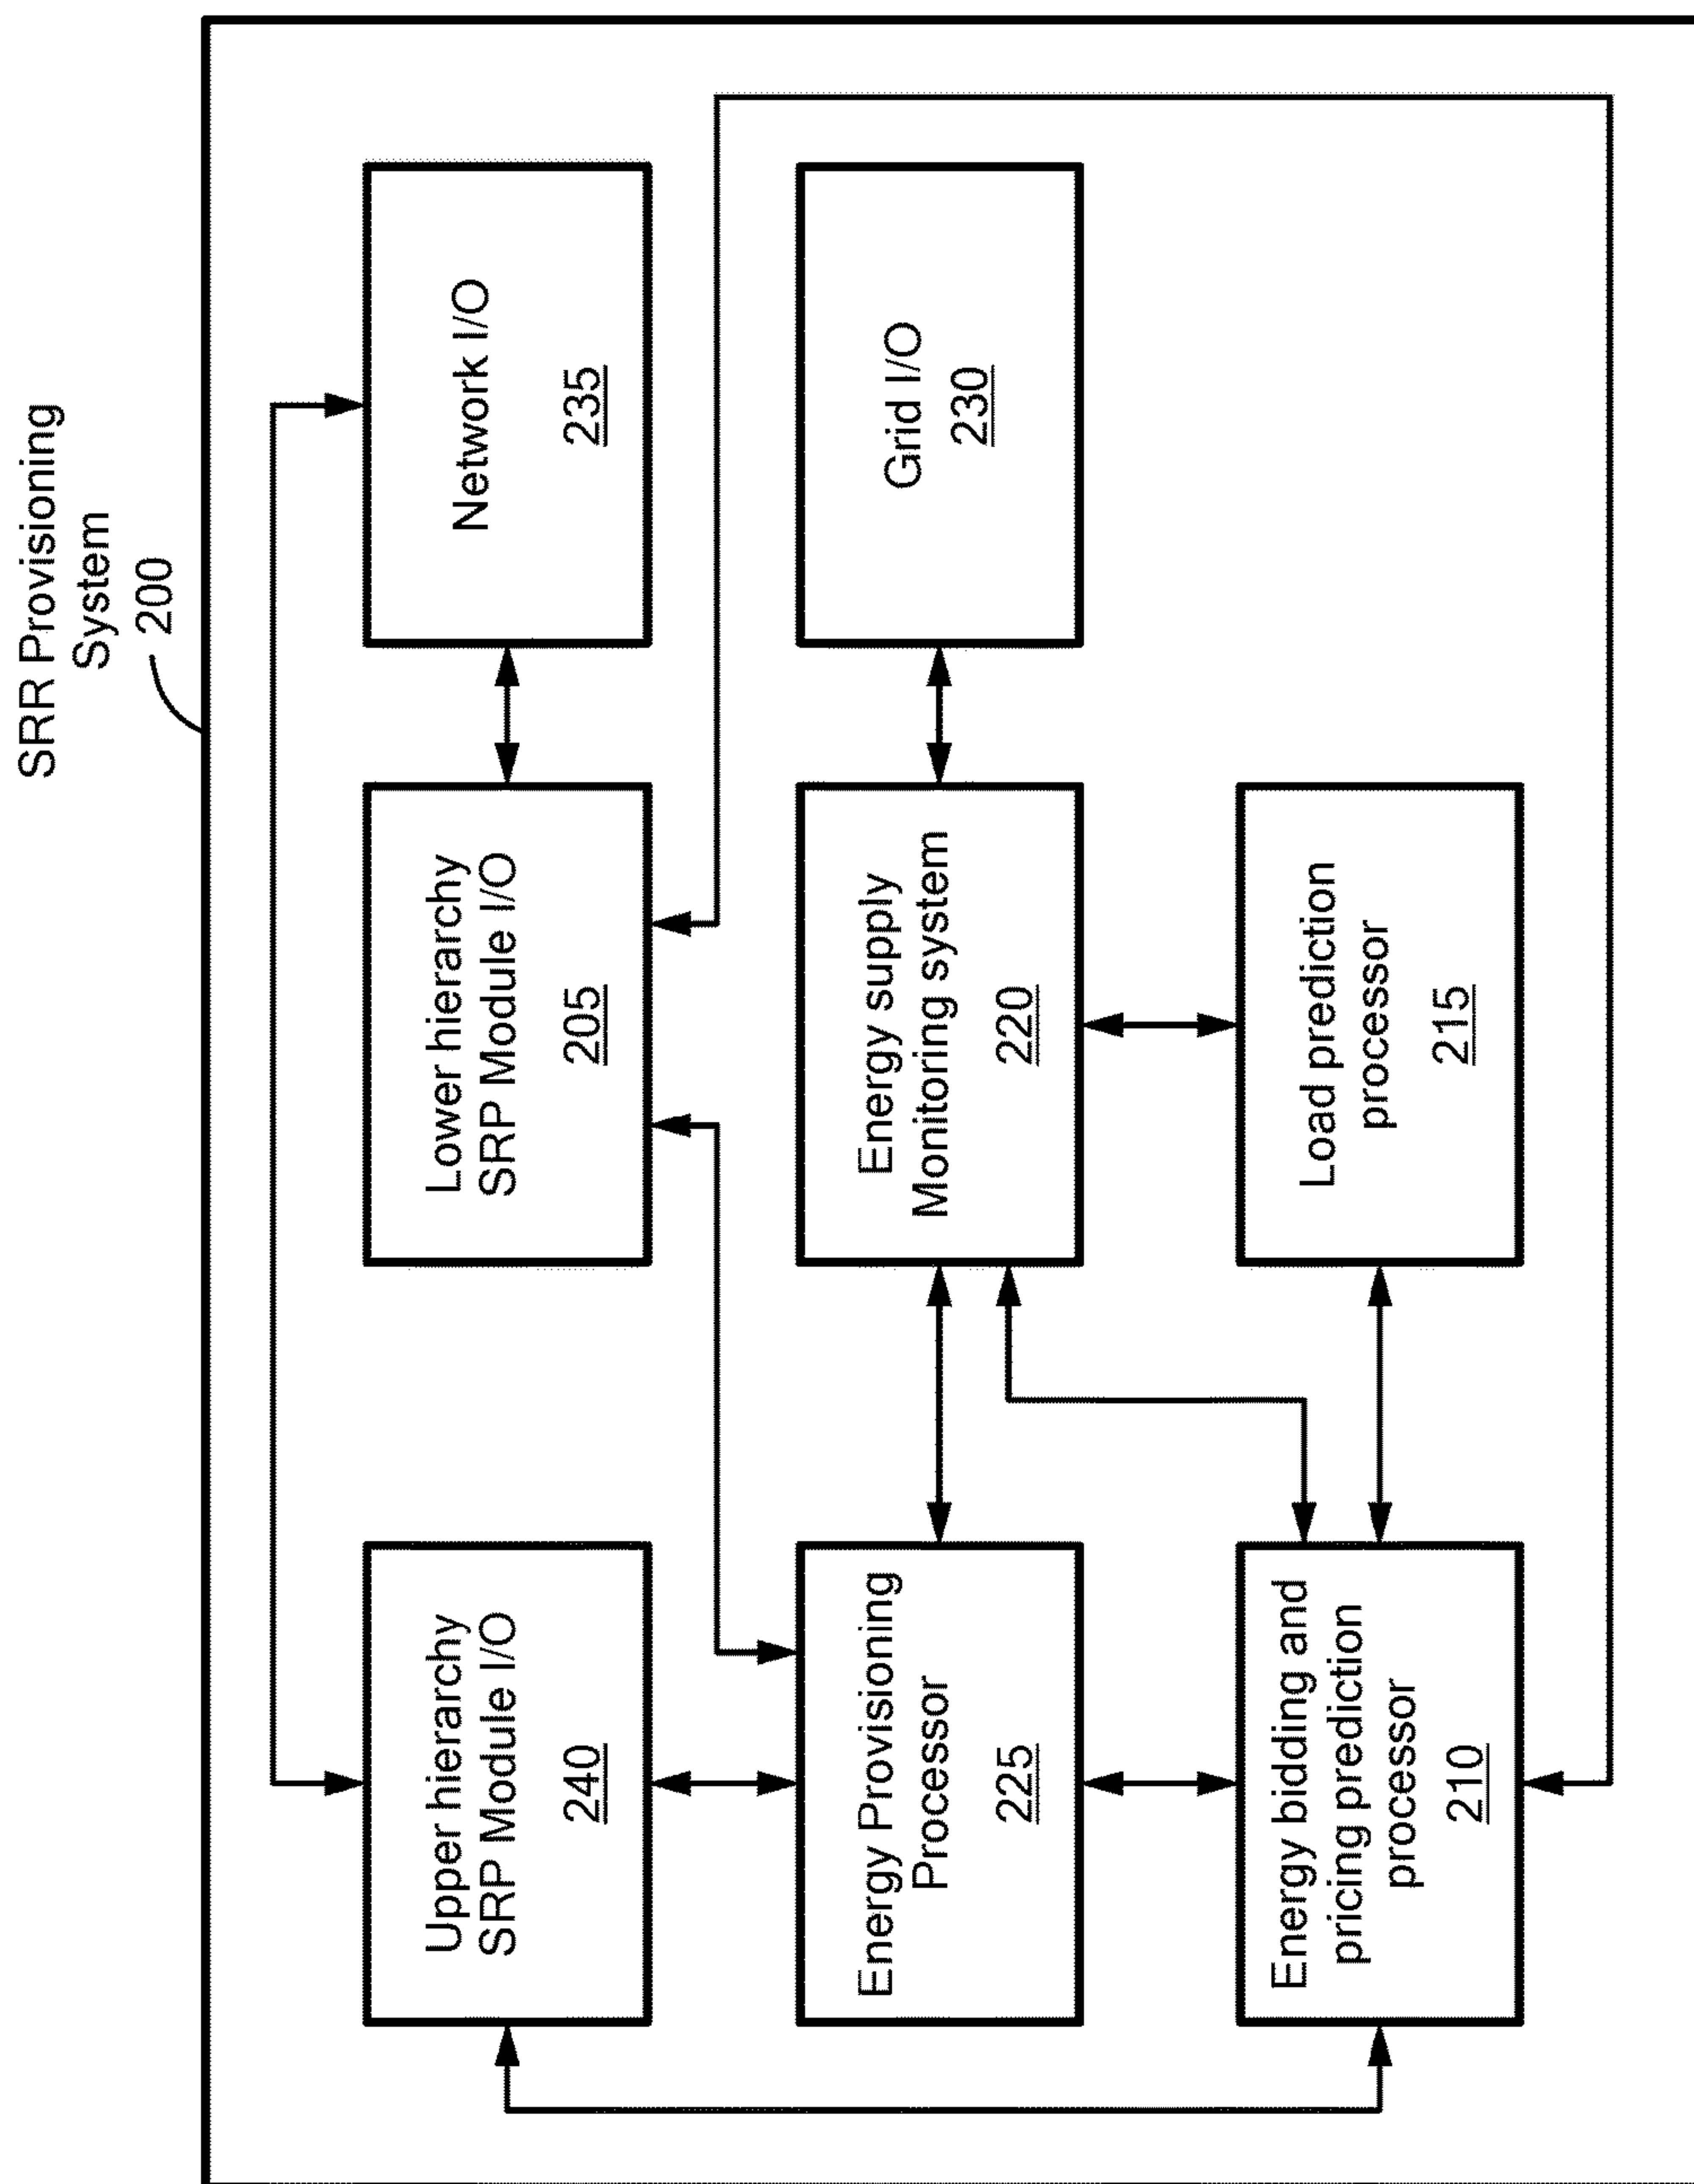 SRR Provisioning
System
200
Upper hierarchy
SRP Module I/O
240
Lower hierarchy
SRP Module I/O
205
Network I/O
235
Energy Provisioning
Processor
225
Energy supply
Monitoring system
220
Grid I/O
230
Energy bidding and
pricing prediction
processor
210
Load prediction
processor
215